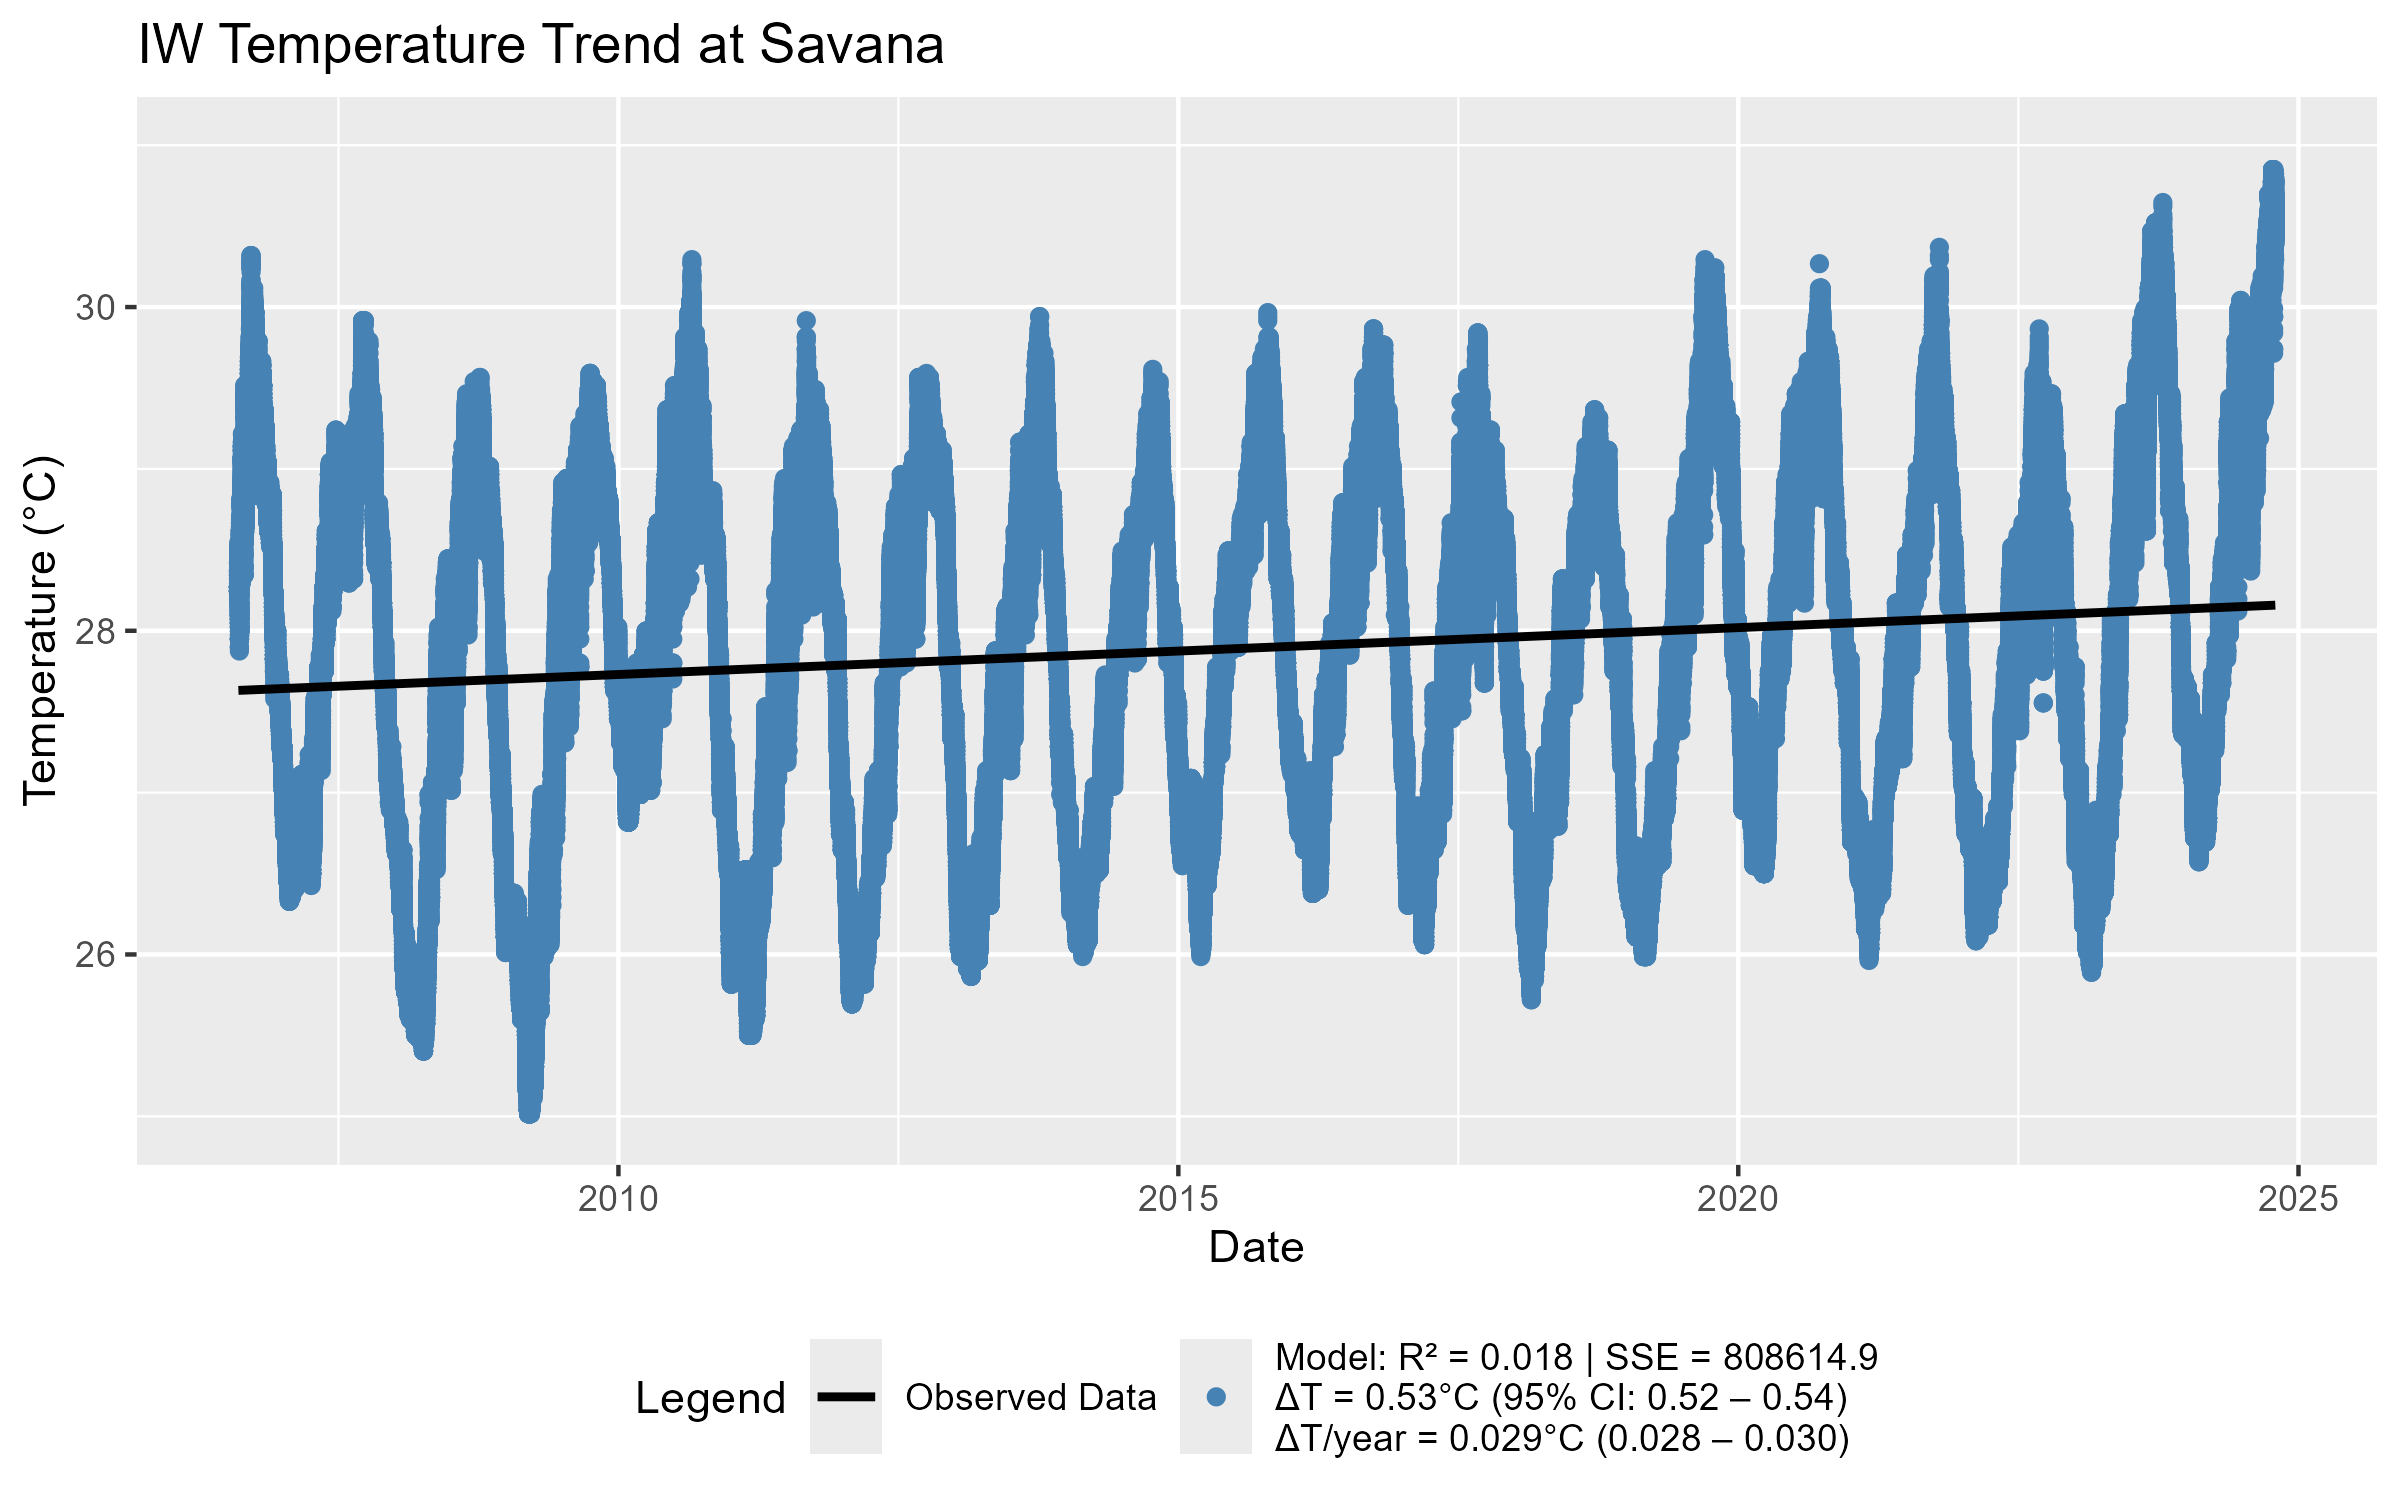 IW Temperature Trend at Savana
Temperature (°C)
30
28
26
2010
2015
2020
2025
Date
Legend
Observed Data
Model: R² = 0.018 | SSE = 808614.9
ΔT = 0.53°C (95% CI: 0.52 – 0.54)
ΔT/year = 0.029°C (0.028 – 0.030)